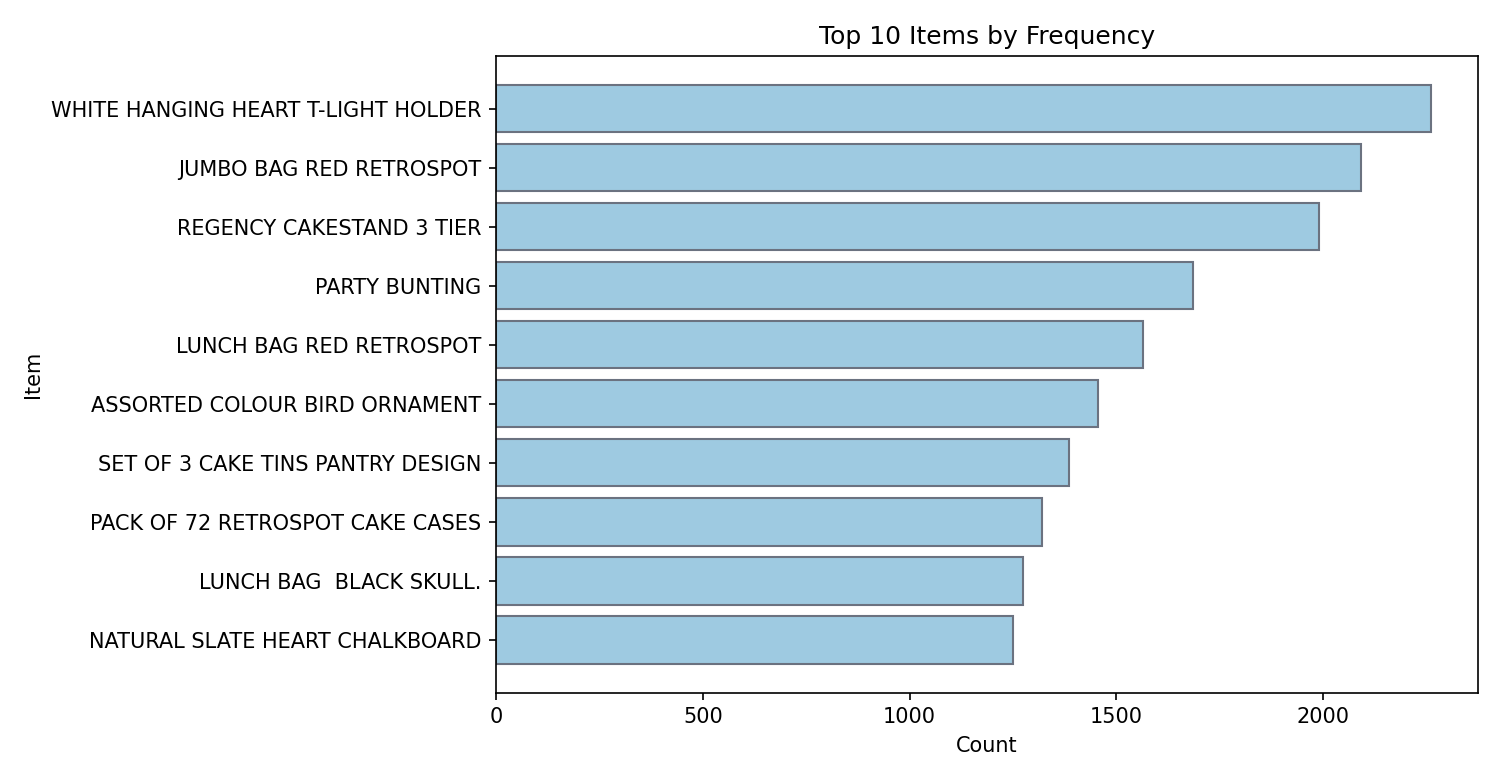 Top 10 Items by Frequency
WHITE HANGING HEART T-LIGHT HOLDER
JUMBO BAG RED RETROSPOT
REGENCY CAKESTAND 3 TIER
PARTY BUNTING
LUNCH BAG RED RETROSPOT
ASSORTED COLOUR BIRD ORNAMENT
SET OF 3 CAKE TINS PANTRY DESIGN
PACK OF 72 RETROSPOT CAKE CASES
LUNCH BAG  BLACK SKULL.
NATURAL SLATE HEART CHALKBOARD
Item
0 500 1000 1500 2000
Count